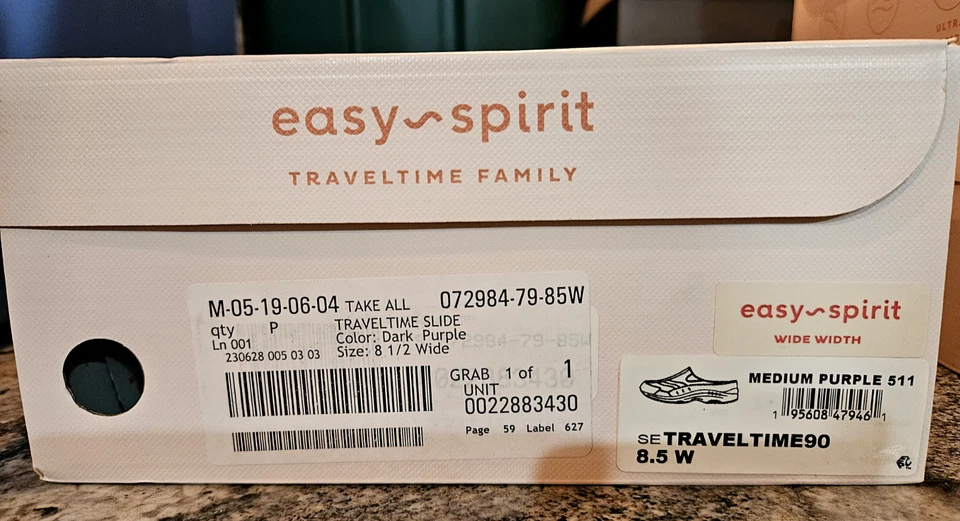 ULTR
easy~spirit
TRAVELTIME FAMILY
M-05-19-06-04 TAKE ALL 072984-79-85W
qty P TRAVELTIME SLIDE
Ln 001 Color: Dark Purple
230628 005 03 03 Size: 8 1/2 Wide
GRAB 1 of 1
UNIT
0022883430
Page 59 Label 627
easy~spirit
WIDE WIDTH
MEDIUM PURPLE 511
1 95608 47946 1
SE TRAVELTIME90
8.5 W